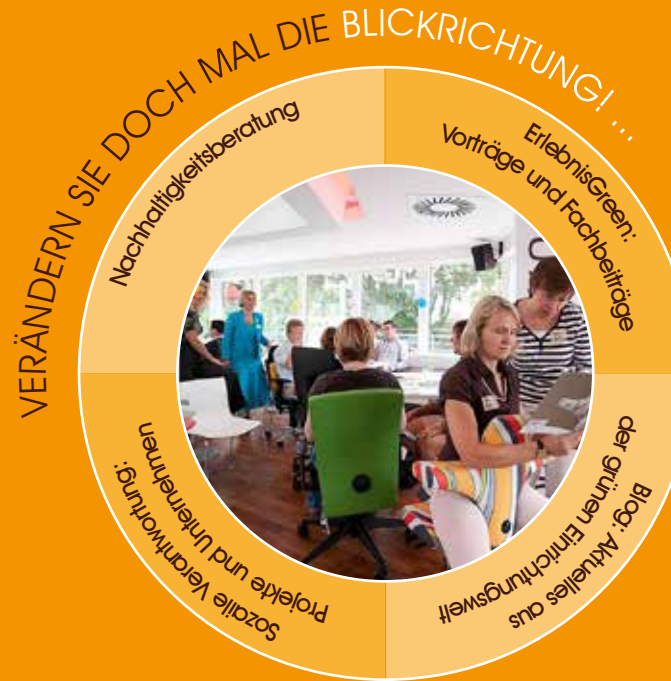 VERÄNDERN SIE DOCH MAL DIE BLICKRICHTUNG! ...
Nachhaltigkeitsberatung
ErlebnisGreen:
Vorträge und Fachbeiträge
Blog: Aktuelles aus
der grünen Einrichtungswelt
Sozaile Verantwortung:
Projekte und Unternehmen